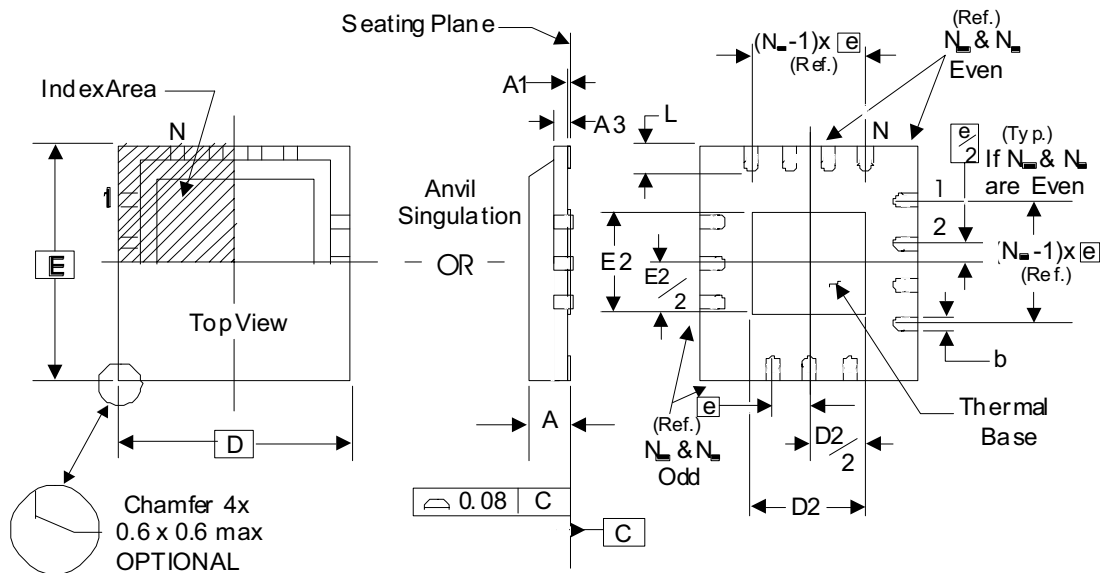 Seating Plane
(Ref.)
(N -1)x e
(Ref.)
N & N
Even
A1
Index Area
A3
L
N
N
e
2
(Typ.)
If N & N
are Even
1
1
2
Anvil
Singulation
OR
E
E2
E2
2
(N -1)x e
(Ref.)
Top View
b
e
Thermal
Base
(Ref.)
N & N
Odd
A
D
D2
2
D2
0.08 C
C
Chamfer 4x
0.6 x 0.6 max
OPTIONAL